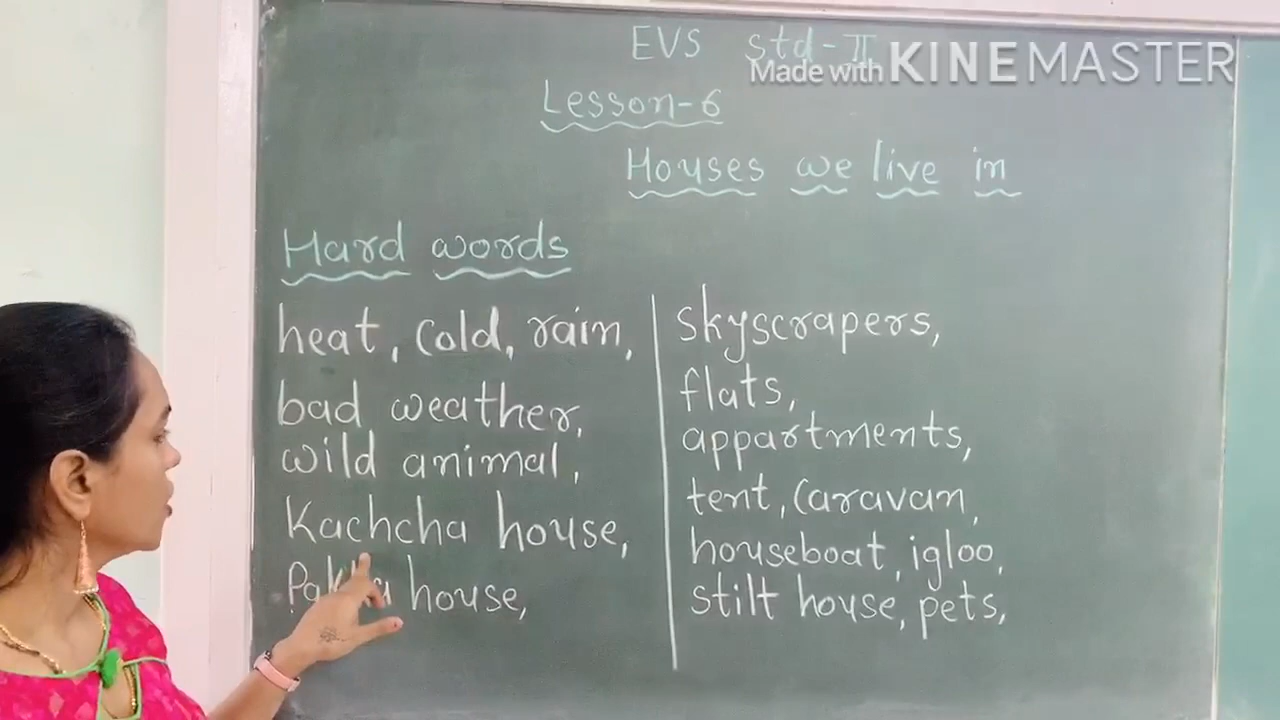 EVS Std-II
Made with KINEMASTER
Lesson-6
Houses we live in
Hard words
heat, cold, rain,
bad weather,
wild animal,
Kachcha house,
house,
skyscrapers,
flats,
appartments,
tent, Caravan,
houseboat, igloo,
stilt house, pets,